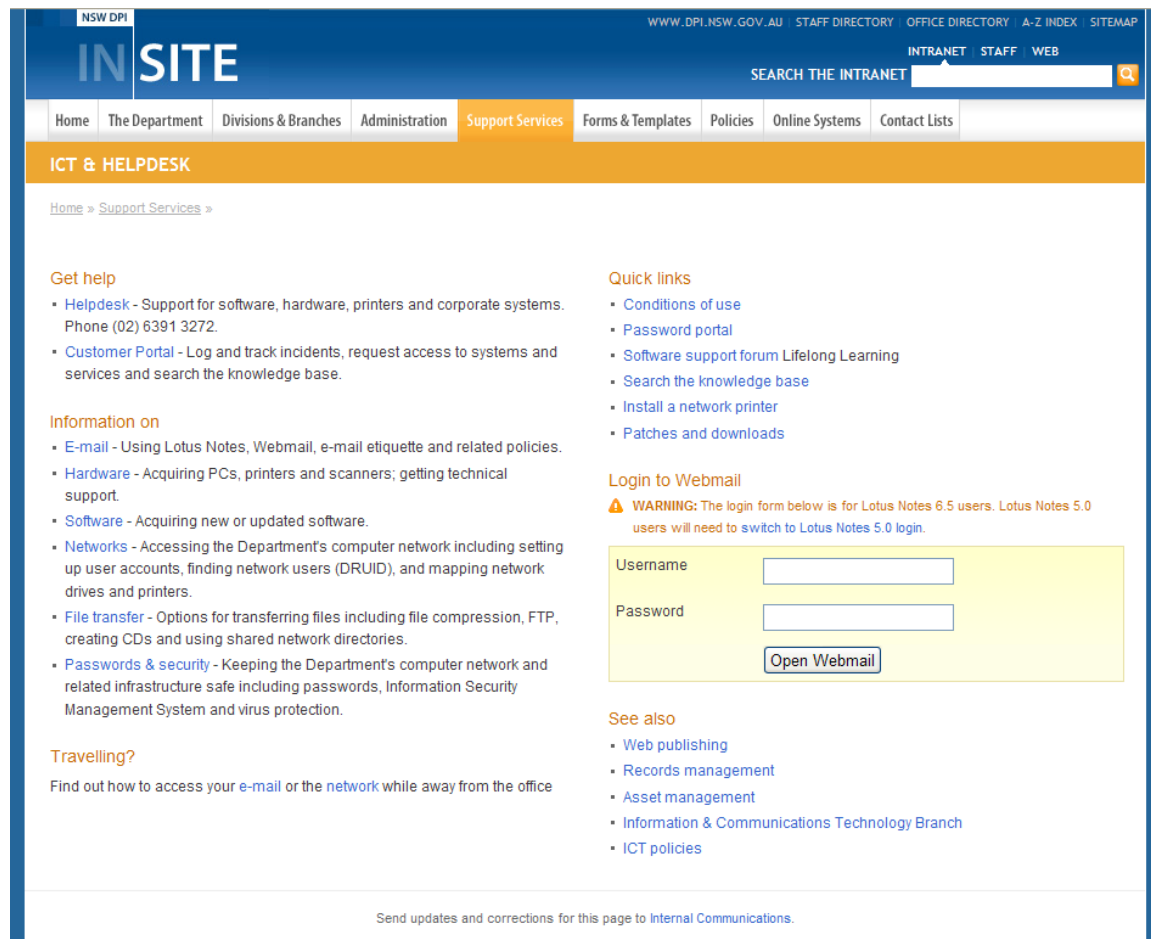 NSW DPI
INSITE
WWW.DPI.NSW.GOV.AU | STAFF DIRECTORY | OFFICE DIRECTORY | A-Z INDEX | SITEMAP
INTRANET | STAFF | WEB
SEARCH THE INTRANET
Home The Department Divisions & Branches Administration Support Services Forms & Templates Policies Online Systems Contact Lists
ICT & HELPDESK
Home » Support Services »
Get help
▪ Helpdesk - Support for software, hardware, printers and corporate systems.
Phone (02) 6391 3272.
▪ Customer Portal - Log and track incidents, request access to systems and
services and search the knowledge base.
Information on
▪ E-mail - Using Lotus Notes, Webmail, e-mail etiquette and related policies.
▪ Hardware - Acquiring PCs, printers and scanners; getting technical
support.
▪ Software - Acquiring new or updated software.
▪ Networks - Accessing the Department's computer network including setting
up user accounts, finding network users (DRUID), and mapping network
drives and printers.
▪ File transfer - Options for transferring files including file compression, FTP,
creating CDs and using shared network directories.
▪ Passwords & security - Keeping the Department's computer network and
related infrastructure safe including passwords, Information Security
Management System and virus protection.
Travelling?
Find out how to access your e-mail or the network while away from the office
Quick links
▪ Conditions of use
▪ Password portal
▪ Software support forum Lifelong Learning
▪ Search the knowledge base
▪ Install a network printer
▪ Patches and downloads
Login to Webmail
WARNING: The login form below is for Lotus Notes 6.5 users. Lotus Notes 5.0
users will need to switch to Lotus Notes 5.0 login.
Username
Password
Open Webmail
See also
▪ Web publishing
▪ Records management
▪ Asset management
▪ Information & Communications Technology Branch
▪ ICT policies
Send updates and corrections for this page to Internal Communications.